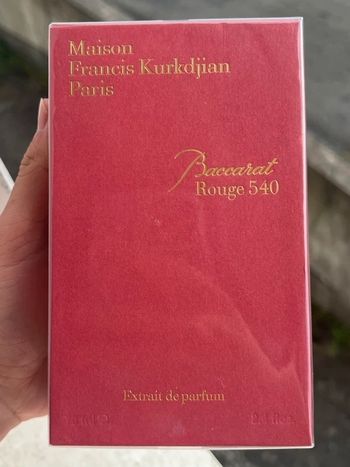 Maison
Francis Kurkdjian
Paris
Baccarat
Rouge 540
Extrait de parfum